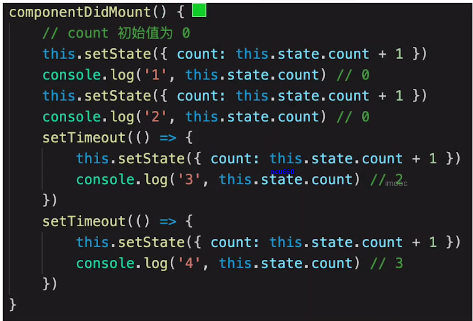 componentDidMount() {
// count 初始值为 0
this.setState({ count: this.state.count + 1 })
console.log('1', this.state.count) // 0
this.setState({ count: this.state.count + 1 })
console.log('2', this.state.count) // 0
setTimeout(() => {
this.setState({ count: this.state.count + 1 })
console.log('3', this.state.count) // 2
})
setTimeout(() => {
this.setState({ count: this.state.count + 1 })
console.log('4', this.state.count) // 3
})
}
imooc